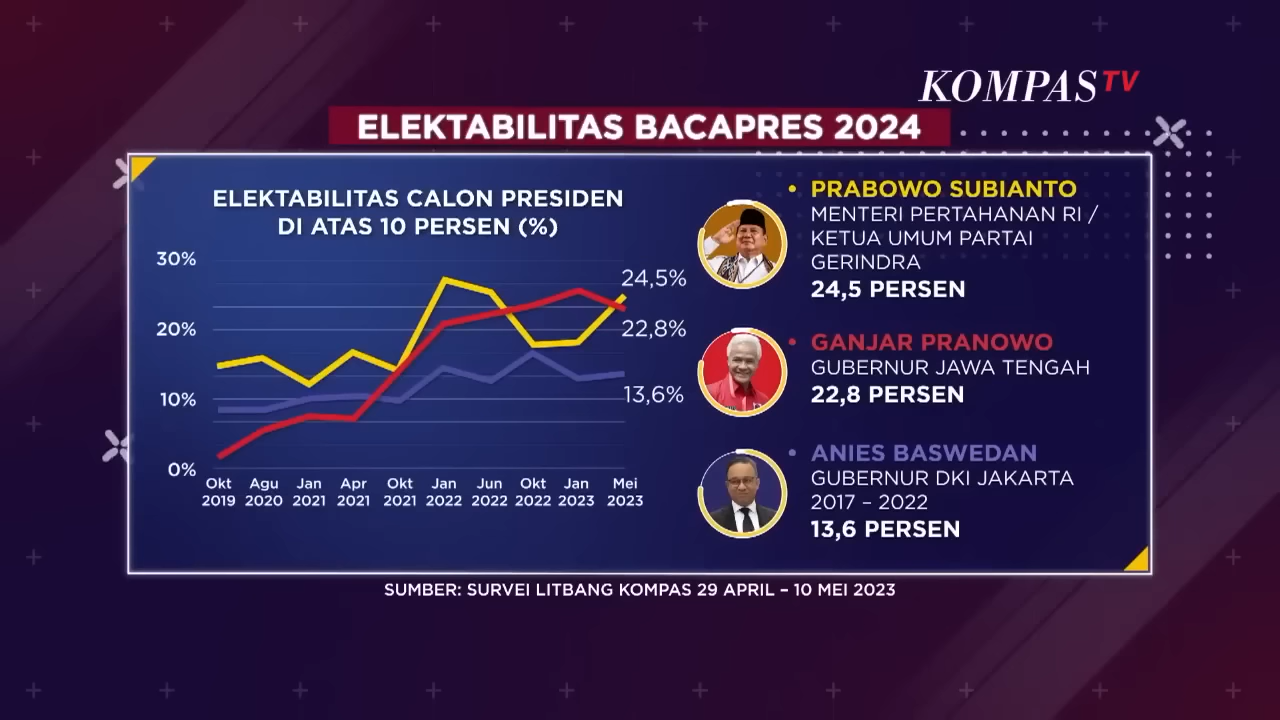 KOMPAS TV
ELEKTABILITAS BACAPRES 2024
ELEKTABILITAS CALON PRESIDEN
DI ATAS 10 PERSEN (%)
30%
20%
10%
0%
24,5%
22,8%
13,6%
Okt Agu Jan Apr Okt Jan Jun Okt Jan Mei
2019 2020 2021 2021 2021 2022 2022 2022 2023 2023
• PRABOWO SUBIANTO
MENTERI PERTAHANAN RI /
KETUA UMUM PARTAI
GERINDRA
24,5 PERSEN
• GANJAR PRANOWO
GUBERNUR JAWA TENGAH
22,8 PERSEN
• ANIES BASWEDAN
GUBERNUR DKI JAKARTA
2017 – 2022
13,6 PERSEN
SUMBER: SURVEI LITBANG KOMPAS 29 APRIL – 10 MEI 2023